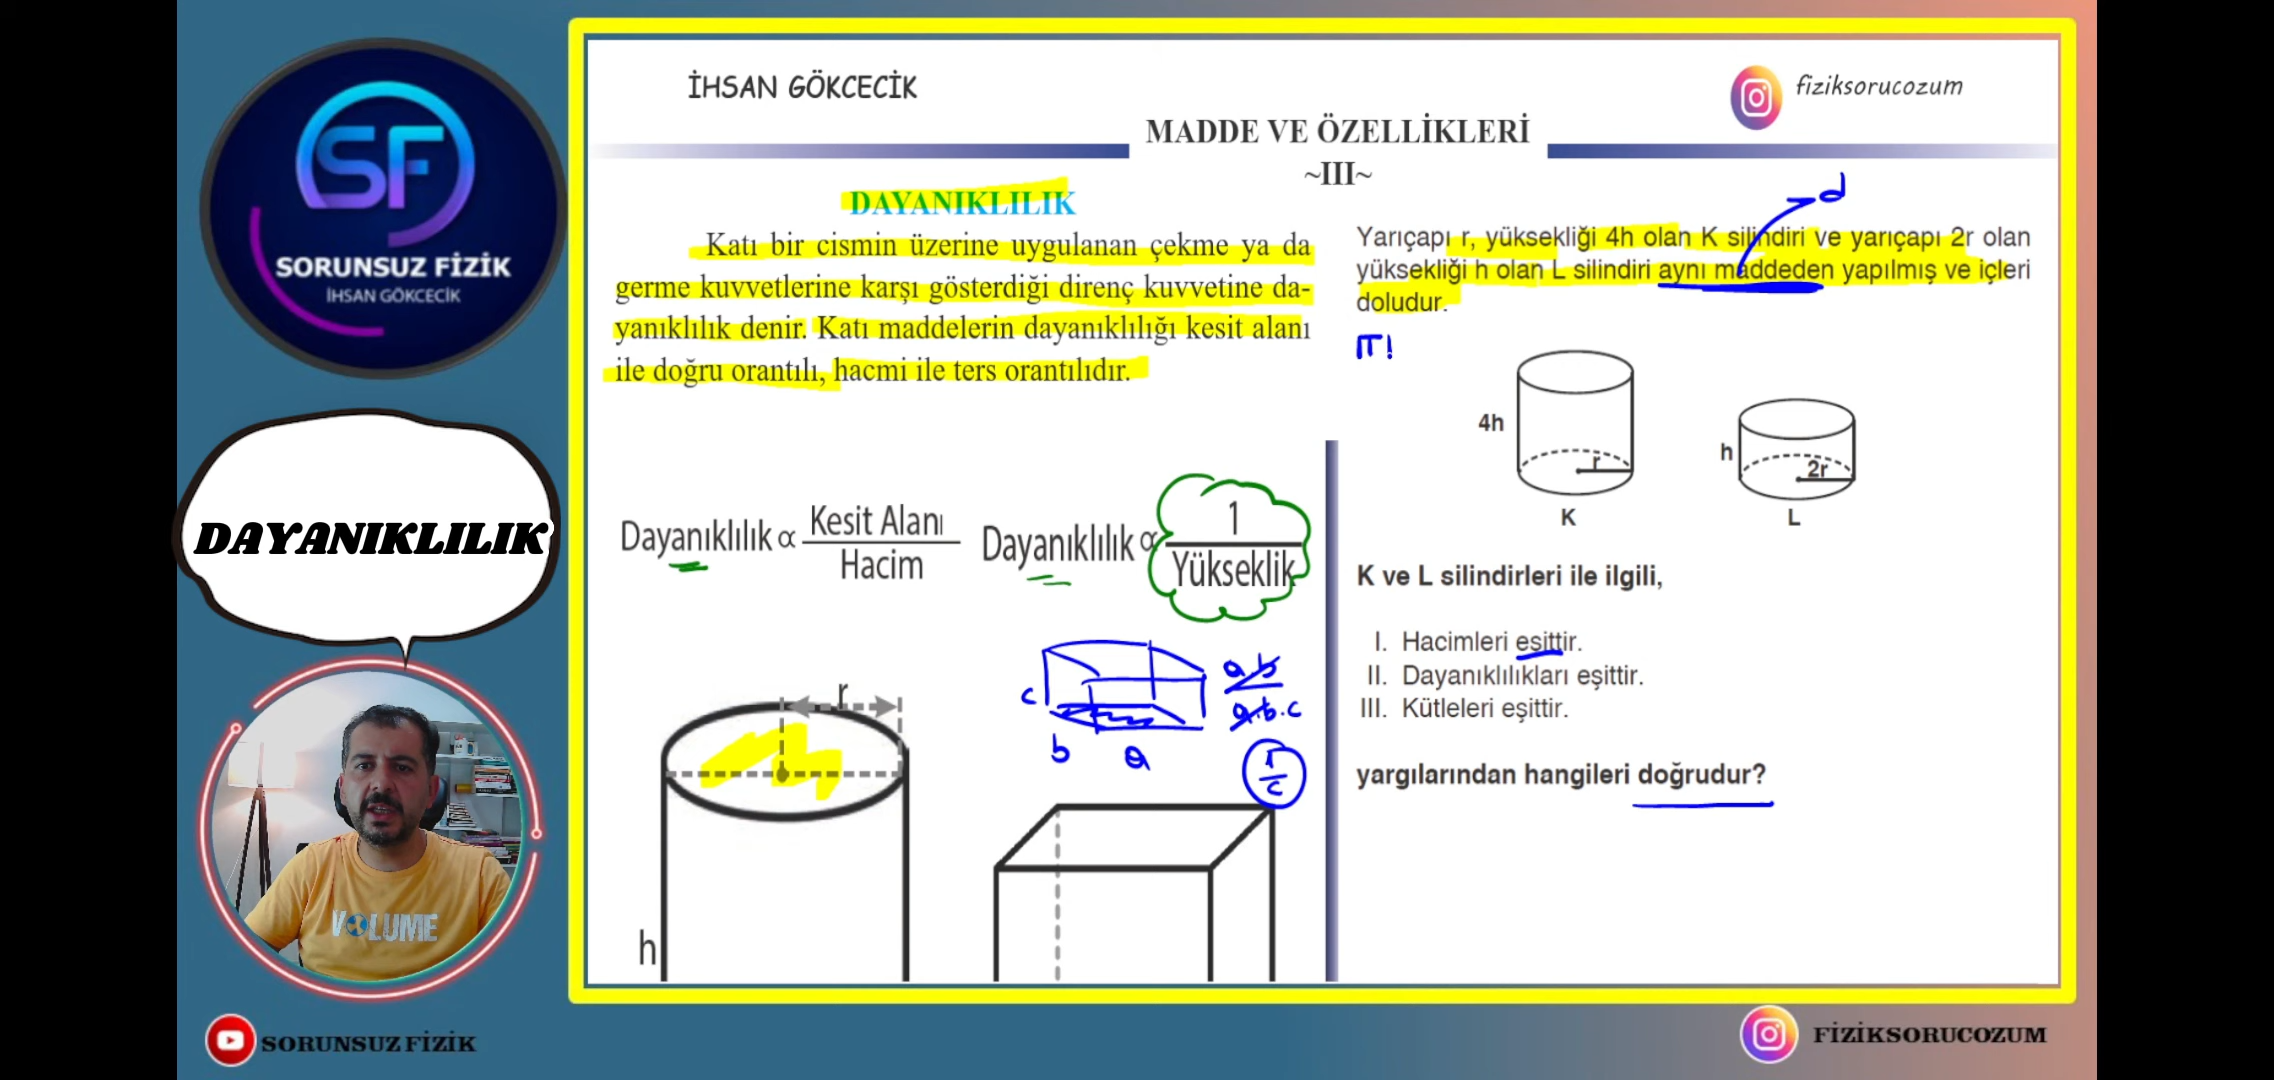 SF
SORUNSUZ FİZİK
İHSAN GÖKCECİK
DAYANIKLILIK
VOLUME
SORUNSUZ FİZİK
İHSAN GÖKCECİK
fiziksorucozum
MADDE VE ÖZELLİKLERİ
~III~
DAYANIKLILIK
Katı bir cismin üzerine uygulanan çekme ya da
germe kuvvetlerine karşı gösterdiği direnç kuvvetine da-
yanıklılık denir. Katı maddelerin dayanıklılığı kesit alanı
ile doğru orantılı, hacmi ile ters orantılıdır.
Dayanıklılık ∝ Kesit Alanı / Hacim
Dayanıklılık ∝ 1 / Yükseklik
c
b
a
a.b
a.b.c
1/c
r
h
d
Yarıçapı r, yüksekliği 4h olan K silindiri ve yarıçapı 2r olan
yüksekliği h olan L silindiri aynı maddeden yapılmış ve içleri
doludur.
π!
4h
r
K
h
2r
L
K ve L silindirleri ile ilgili,
I. Hacimleri eşittir.
II. Dayanıklılıkları eşittir.
III. Kütleleri eşittir.
yargılarından hangileri doğrudur?
FİZİKSORUCOZUM